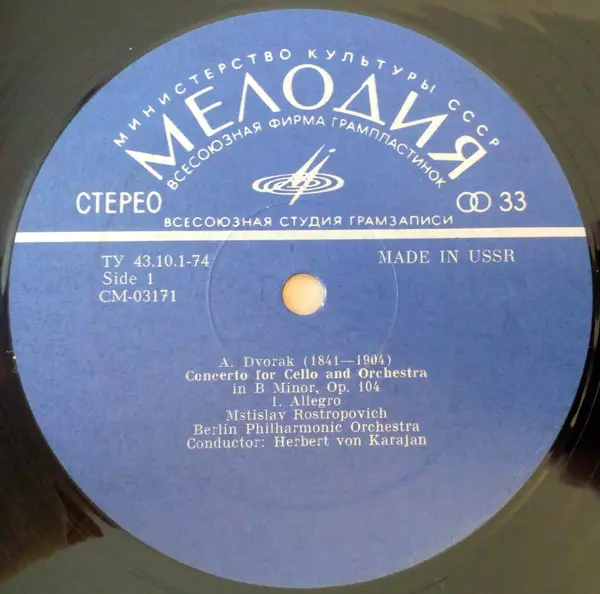 МИНИСТЕРСТВО КУЛЬТУРЫ СССР
МЕЛОДИЯ
ВСЕСОЮЗНАЯ ФИРМА ГРАМПЛАСТИНОК
СТЕРЕО
33
ВСЕСОЮЗНАЯ СТУДИЯ ГРАМЗАПИСИ
ТУ 43.10.1-74
MADE IN USSR
Side 1
СМ-03171
A. Dvorak (1841—1904)
Concerto for Cello and Orchestra
in B Minor, Op. 104
1. Allegro
Mstislav Rostropovich
Berlin Philharmonic Orchestra
Conductor: Herbert von Karajan